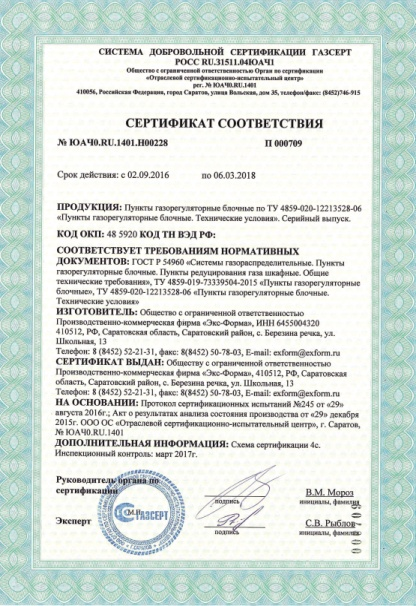 СИСТЕМА ДОБРОВОЛЬНОЙ СЕРТИФИКАЦИИ ГАЗСЕРТ
РОСС RU.31511.04ЮАЧ1
Общество с ограниченной ответственностью Орган по сертификации
«Отраслевой сертификационно-испытательный центр»
рег. № ЮАЧ0.RU.1401
410056, Российская Федерация, город Саратов, улица Вольская, дом 35, телефон/факс: (8452)746-915
СЕРТИФИКАТ СООТВЕТСТВИЯ
№ ЮАЧ0.RU.1401.Н00228
П 000709
Срок действия: с 02.09.2016
по 06.03.2018
ПРОДУКЦИЯ: Пункты газорегуляторные блочные по ТУ 4859-020-12213528-06
«Пункты газорегуляторные блочные. Технические условия». Серийный выпуск.
КОД ОКП: 48 5920 КОД ТН ВЭД РФ:
СООТВЕТСТВУЕТ ТРЕБОВАНИЯМ НОРМАТИВНЫХ
ДОКУМЕНТОВ: ГОСТ Р 54960 «Системы газораспределительные. Пункты
газорегуляторные блочные. Пункты редуцирования газа шкафные. Общие
технические требования», ТУ 4859-019-73339504-2015 «Пункты газорегуляторные
блочные», ТУ 4859-020-12213528-06 «Пункты газорегуляторные блочные.
Технические условия»
ИЗГОТОВИТЕЛЬ: Общество с ограниченной ответственностью
Производственно-коммерческая фирма «Экс-Форма», ИНН 6455004320
410512, РФ, Саратовская область, Саратовский район, с. Березина речка, ул.
Школьная, 13
Телефон: 8 (8452) 52-21-31, факс: 8(8452) 50-78-03, E-mail: exform@exform.ru
СЕРТИФИКАТ ВЫДАН: Обществу с ограниченной ответственностью
Производственно-коммерческая фирма «Экс-Форма», 410512, РФ, Саратовская
область, Саратовский район, с. Березина речка, ул. Школьная, 13
Телефон: 8 (8452) 52-21-31, факс: 8(8452) 50-78-03, E-mail: exform@exform.ru
НА ОСНОВАНИИ: Протокол сертификационных испытаний №245 от «29»
августа 2016г.; Акт о результатах анализа состояния производства от «29» декабря
2015г. ООО ОС «Отраслевой сертификационно-испытательный центр», г. Саратов,
№ ЮАЧ0.RU.1401
ДОПОЛНИТЕЛЬНАЯ ИНФОРМАЦИЯ: Схема сертификации 4с.
Инспекционный контроль: март 2017г.
Руководитель органа по
сертификации
подпись
В.М. Мороз
инициалы, фамилия
М.П.
ГАЗСЕРТ
Эксперт
подпись
С.В. Рыблов
инициалы, фамилия